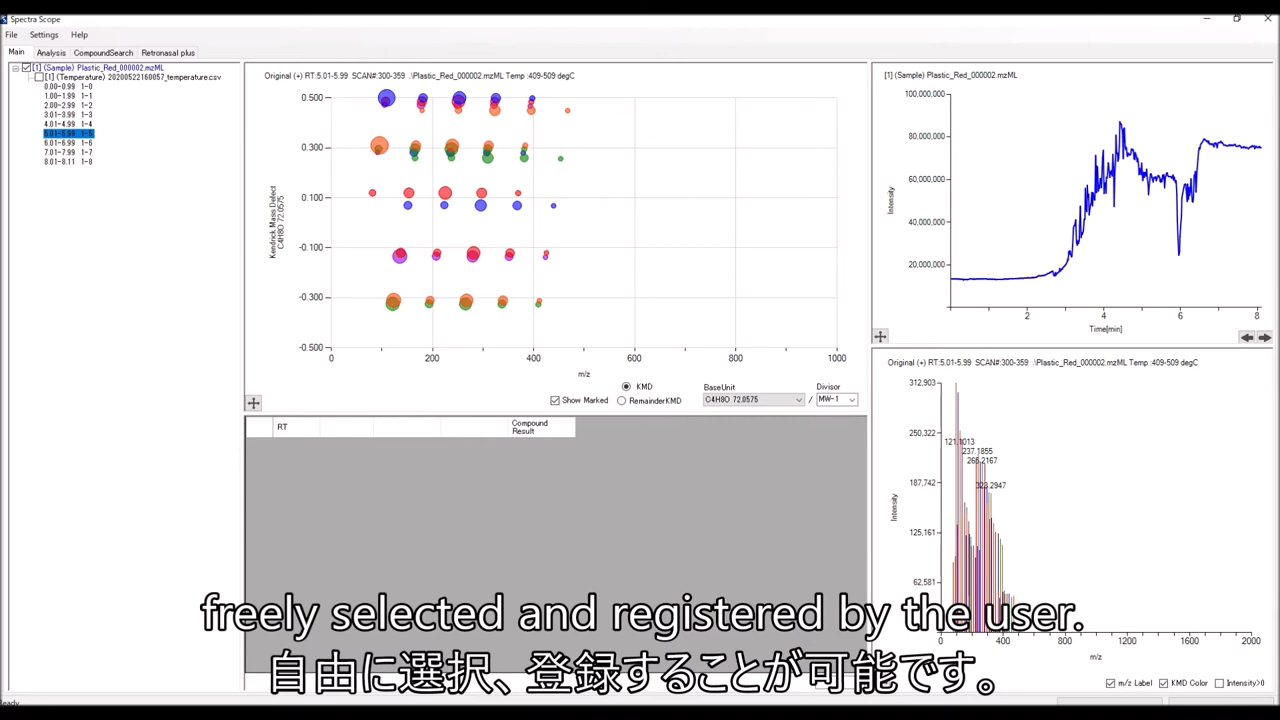 Spectra Scope
File Settings Help
Main Analysis CompoundSearch Retronasal plus
[1] (Sample) Plastic_Red_000002.mzML
[1] (Temperature) 20200522160057_temperature.csv
0.00-0.99 1-0
1.00-1.99 1-1
2.00-2.99 1-2
3.01-3.99 1-3
4.01-4.99 1-4
5.01-5.99 1-5
6.01-6.99 1-6
7.01-7.99 1-7
8.01-8.11 1-8
Original (+) RT:5.01-5.99 SCAN#:300-359 .\Plastic_Red_000002.mzML Temp :409-509 degC
0.500
0.300
0.100
-0.100
-0.300
-0.500
Kendrick Mass Defect
C4H8O 72.0575
0 200 400 600 800 1000
m/z
KMD
Show Marked
RemainderKMD
BaseUnit
C4H8O 72.0575
/
Divisor
MW-1
RT
Compound
Result
[1] (Sample) Plastic_Red_000002.mzML
100,000,000
80,000,000
60,000,000
40,000,000
20,000,000
Intensity
2 4 6 8
Time[min]
Original (+) RT:5.01-5.99 SCAN#:300-359 .\Plastic_Red_000002.mzML Temp :409-509 degC
312,903
250,322
187,742
125,161
62,581
Intensity
121.1013
237.1855
265.2167
323.2947
0 400 800 1200 1600 2000
m/z
m/z Label KMD Color Intensity>0
freely selected and registered by the user.
自由に選択、登録することが可能です。